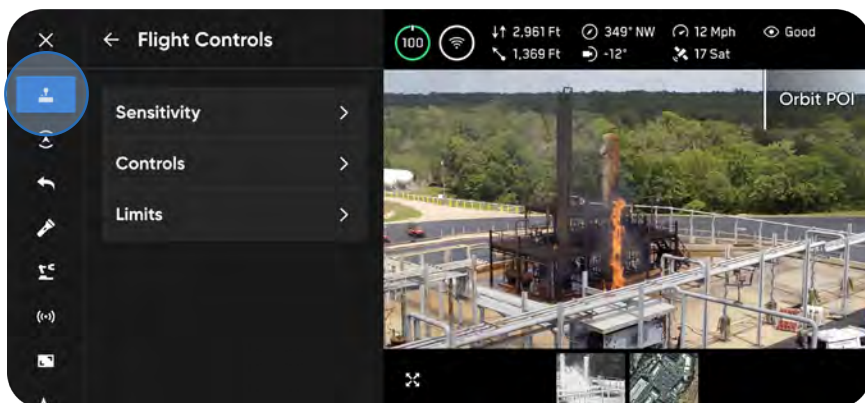 Flight Controls
Sensitivity
Controls
Limits
100
2,961 Ft
349° NW
12 Mph
Good
1,369 Ft
-12°
17 Sat
Orbit POI